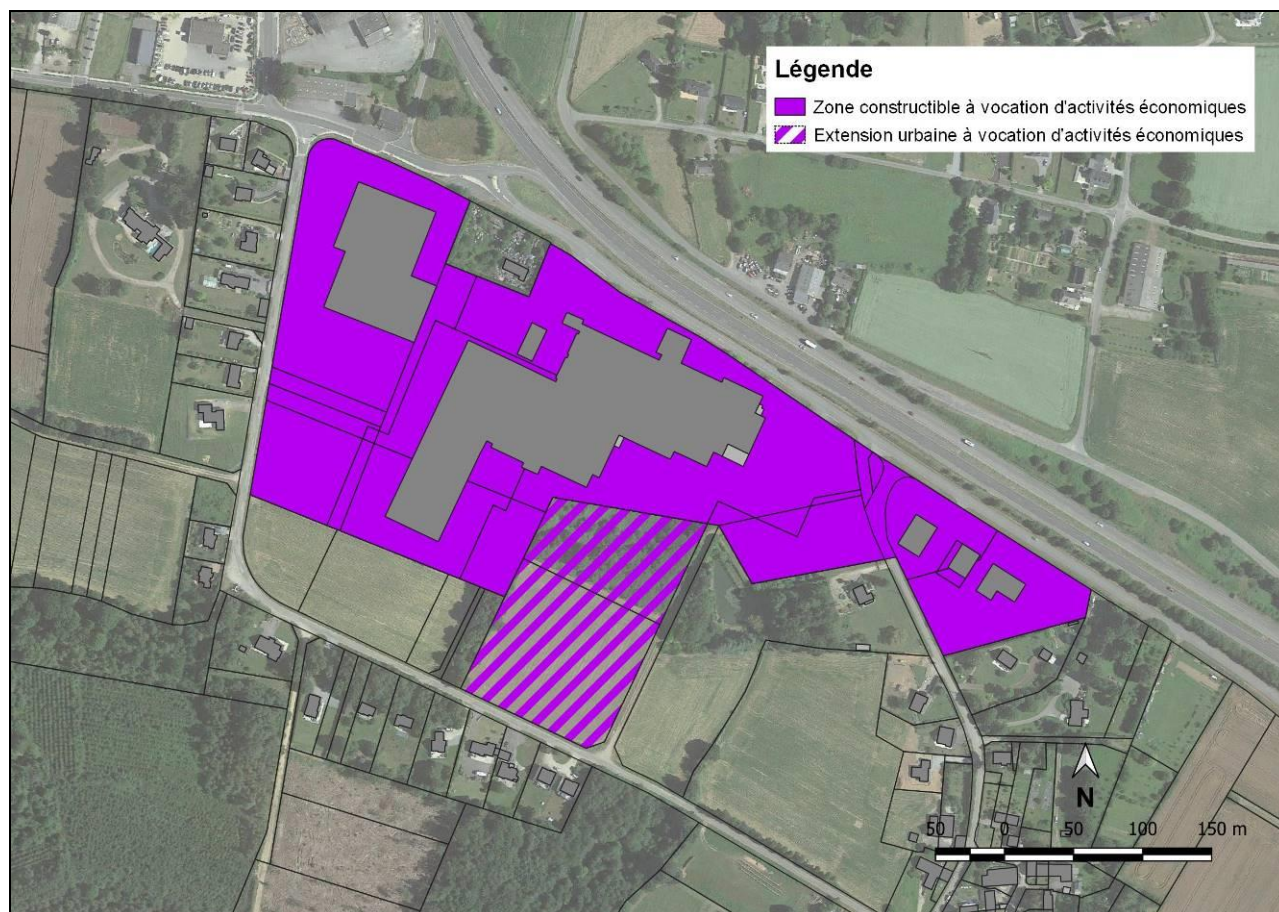 Légende
Zone constructible à vocation d'activités économiques
Extension urbaine à vocation d'activités économiques
N
50 0 50 100 150 m